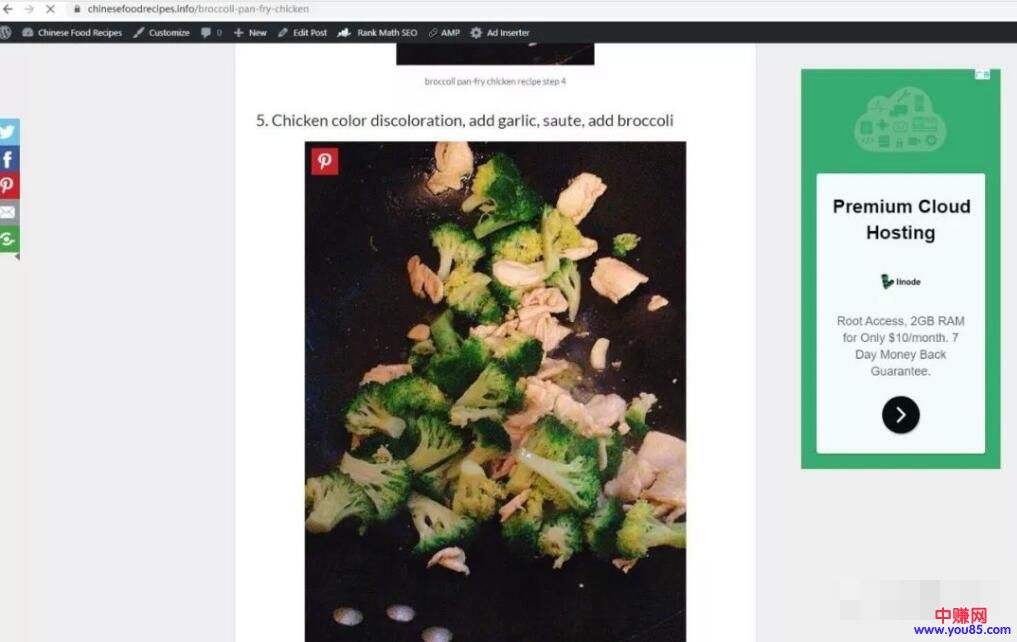 chinesefoodrecipes.info/broccoli-pan-fry-chicken
Chinese Food Recipes Customize 0 New Edit Post Rank Math SEO AMP Ad Inserter
broccoli pan-fry chicken recipe step 4
5. Chicken color discoloration, add garlic, saute, add broccoli
Premium Cloud
Hosting
linode
Root Access, 2GB RAM
for Only $10/month. 7
Day Money Back
Guarantee.
中赚网
www.you85.com